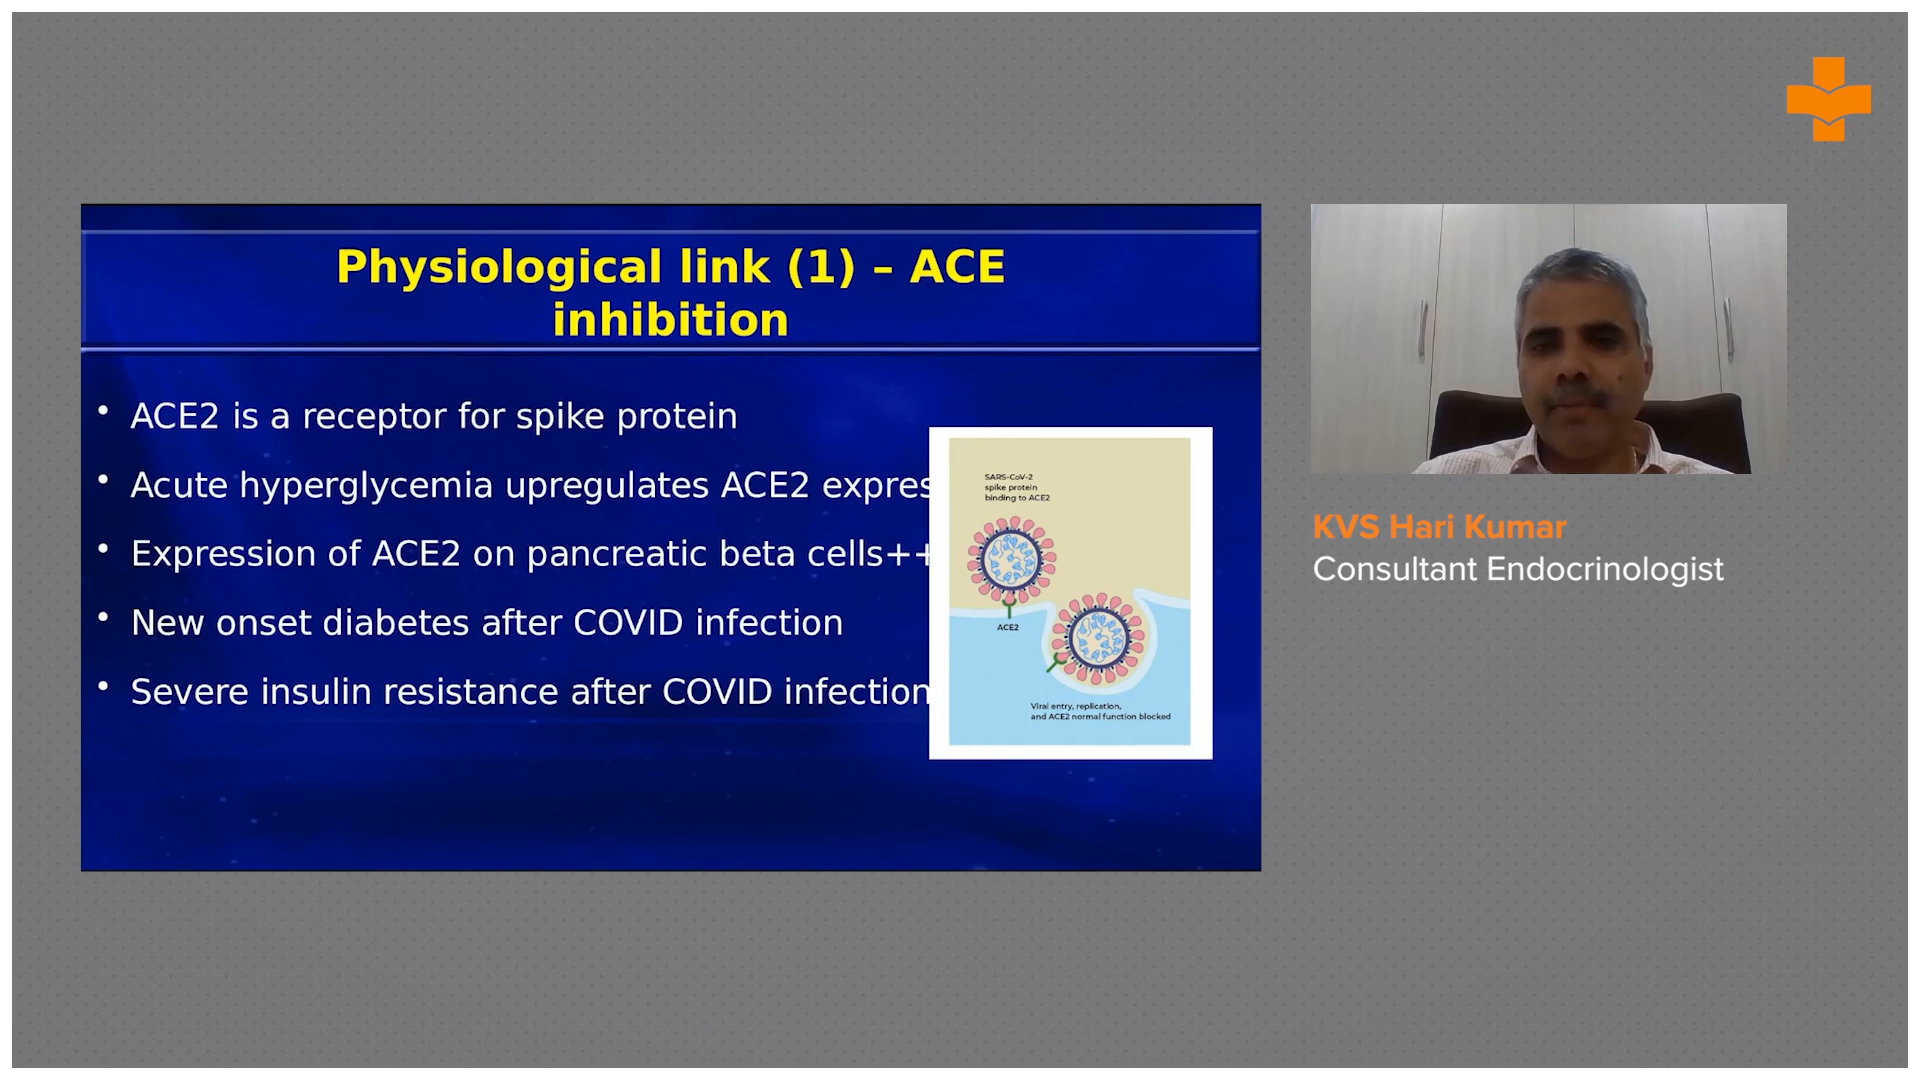 Physiological link (1) – ACE
inhibition
• ACE2 is a receptor for spike protein
• Acute hyperglycemia upregulates ACE2 expres
• Expression of ACE2 on pancreatic beta cells++
• New onset diabetes after COVID infection
• Severe insulin resistance after COVID infection
SARS-CoV-2
spike protein
binding to ACE2
ACE2
Viral entry, replication,
and ACE2 normal function blocked
KVS Hari Kumar
Consultant Endocrinologist